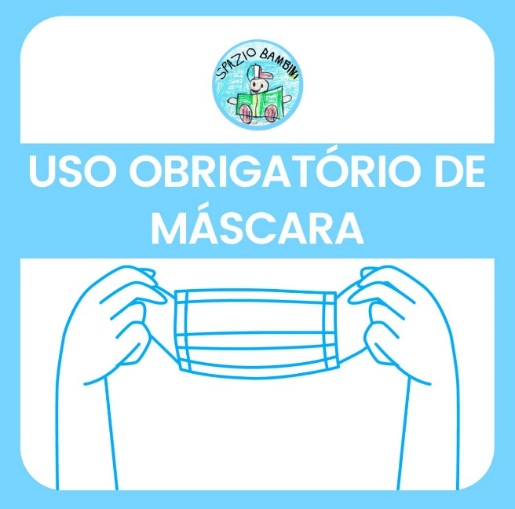 SPAZIO BAMBINI
USO OBRIGATÓRIO DE
MÁSCARA